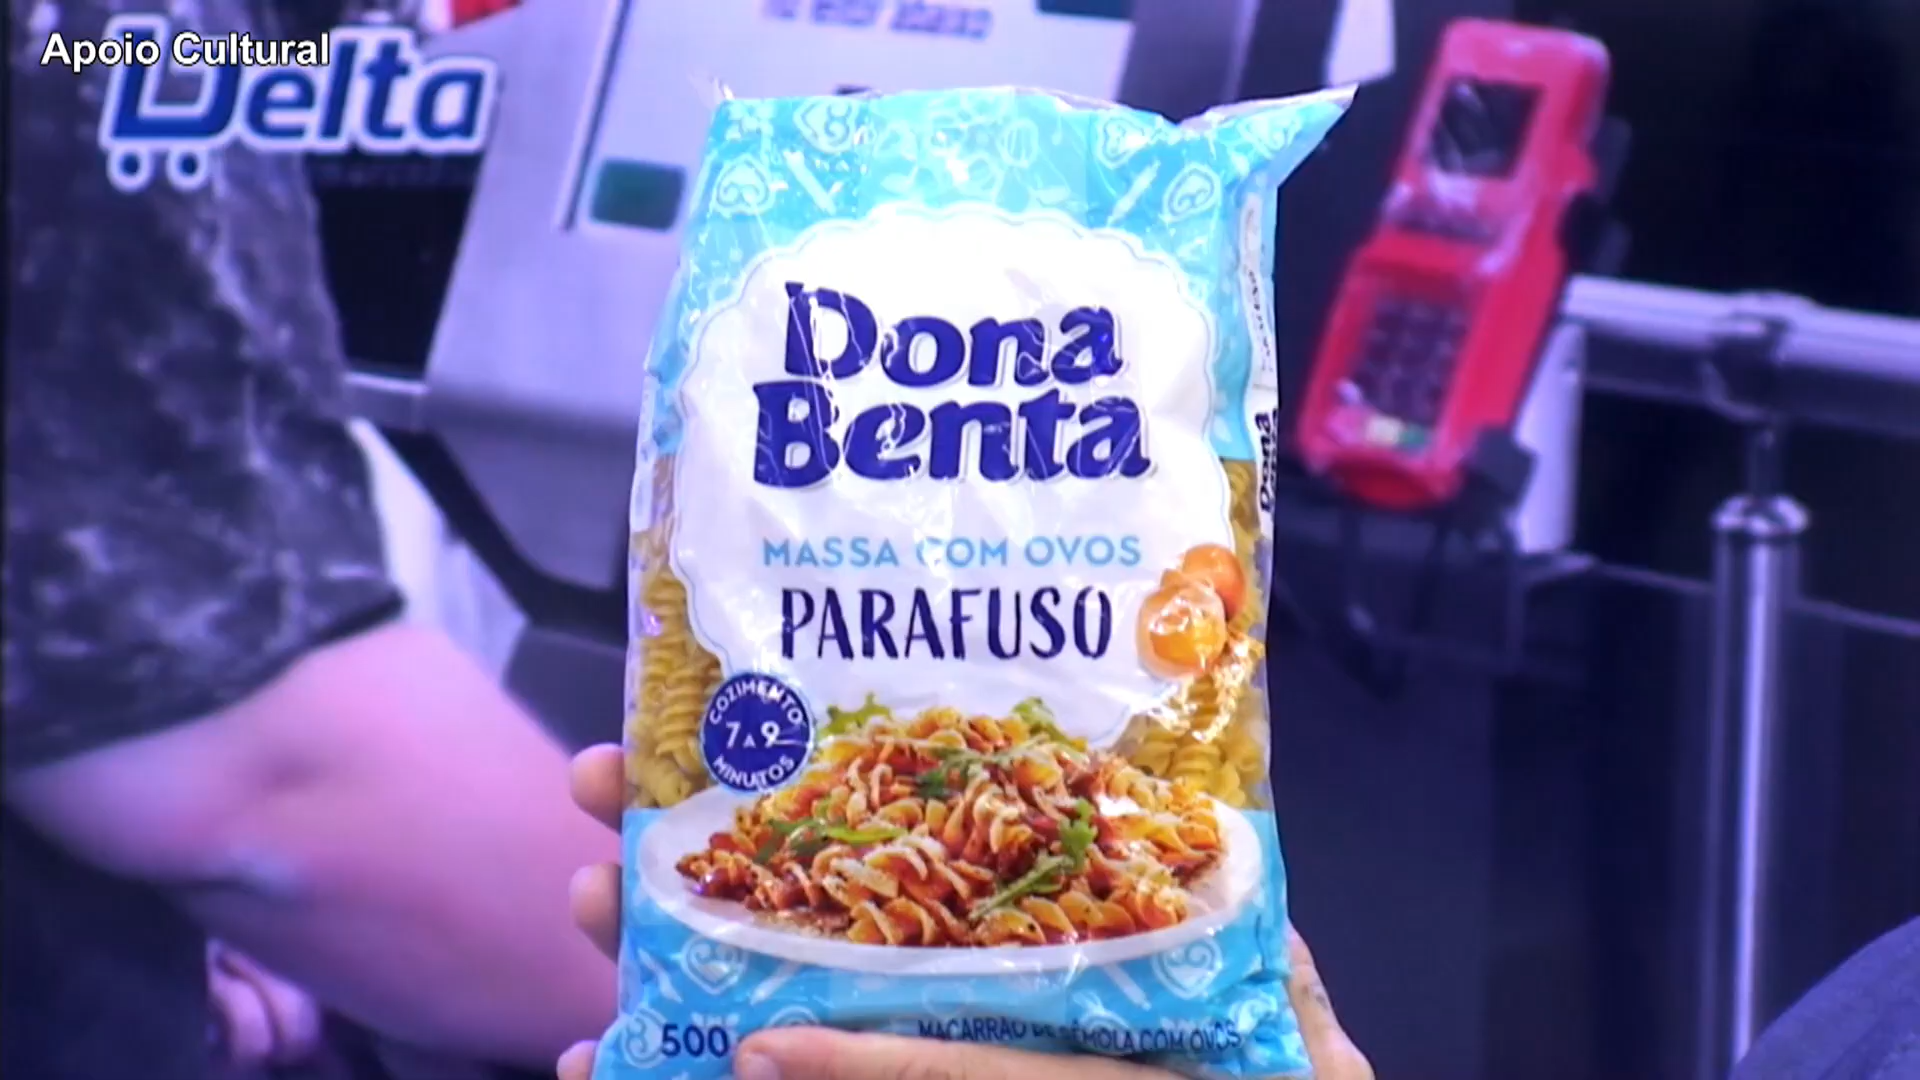 Apoio Cultural
Delta
Dona
Benta
MASSA COM OVOS
PARAFUSO
COZIMENTO
7 A 9
MINUTOS
500
MACARRÃO DE SÊMOLA COM OVOS
Dona